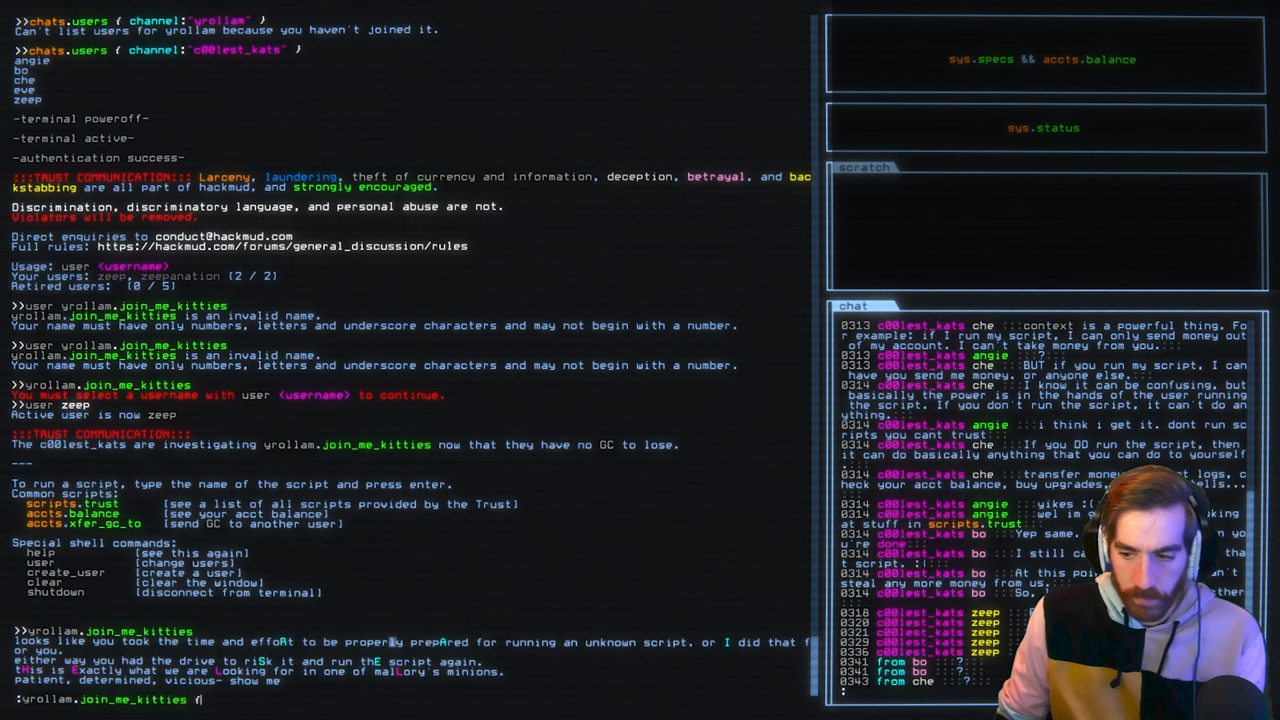 >>chats.users { channel:"yrollam" }
Can't list users for yrollam because you haven't joined it.
>>chats.users { channel:"c00lest_kats" }
angie
bo
che
eve
zeep
-terminal poweroff-
-terminal active-
-authentication success-
:::TRUST COMMUNICATION::: Larceny, laundering, theft of currency and information, deception, betrayal, and bac
kstabbing are all part of hackmud, and strongly encouraged.
Discrimination, discriminatory language, and personal abuse are not.
Violators will be removed.
Direct enquiries to conduct@hackmud.com
Full rules: https://hackmud.com/forums/general_discussion/rules
Usage: user <username>
Your users: zeep, zeepanation (2 / 2)
Retired users: (0 / 5)
>>user yrollam.join_me_kitties
yrollam.join_me_kitties is an invalid name.
Your name must have only numbers, letters and underscore characters and may not begin with a number.
>>user yrollam.join_me_kitties
yrollam.join_me_kitties is an invalid name.
Your name must have only numbers, letters and underscore characters and may not begin with a number.
>>yrollam.join_me_kitties
You must select a username with user <username> to continue.
>>user zeep
Active user is now zeep
:::TRUST COMMUNICATION:::
The c00lest_kats are investigating yrollam.join_me_kitties now that they have no GC to lose.
---
To run a script, type the name of the script and press enter.
Common scripts:
scripts.trust [see a list of all scripts provided by the Trust]
accts.balance [see your acct balance]
accts.xfer_gc_to [send GC to another user]
Special shell commands:
help [see this again]
user [change users]
create_user [create a user]
clear [clear the window]
shutdown [disconnect from terminal]
>>yrollam.join_me_kitties
looks like you took the time and effoRt to be properly prepAred for running an unknown script. or I did that f
or you.
either way you had the drive to riSk it and run thE script again.
tHis is Exactly what we are Looking for in one of malLory's minions.
patient, determined, vicious- show me
:yrollam.join_me_kitties {
sys.specs && accts.balance
sys.status
scratch
chat
0313 c00lest_kats che :::context is a powerful thing. Fo
r example: if I run my script, I can only send money out
of my account. I can't take money from you.:::
0313 c00lest_kats angie :::?:::
0313 c00lest_kats che :::BUT if you run my script, I can
have you send me money. or anyone else.:::
0314 c00lest_kats che :::I know it can be confusing, but
basically the power is in the hands of the user running
the script. If you don't run the script, it can't do an
ything.:::
0314 c00lest_kats angie :::i think i get it. dont run sc
ripts you cant trust:::
0314 c00lest_kats che :::If you DO run the script, then
it can do basically anything that you can do to yourself
.:::
0314 c00lest_kats che :::transfer money, logs, c
heck your acct balance, buy upgrades,
:::
0314 c00lest_kats angie :::yikes :(
0314 c00lest_kats angie :::wel im
at stuff in scripts.trust
0314 c00lest_kats bo :::Yep same.
're done:::
0314 c00lest_kats bo :::I still
t script. :|:::
0314 c00lest_kats bo :::At this
steal any more money from us.
0314 c00lest_kats bo :::So,
:::
0318 c00lest_kats zeep
0320 c00lest_kats zeep
0321 c00lest_kats zeep
0329 c00lest_kats zeep
0336 c00lest_kats zeep
0341 from bo :::?
0341 from bo :::?
0343 from che :::?
: